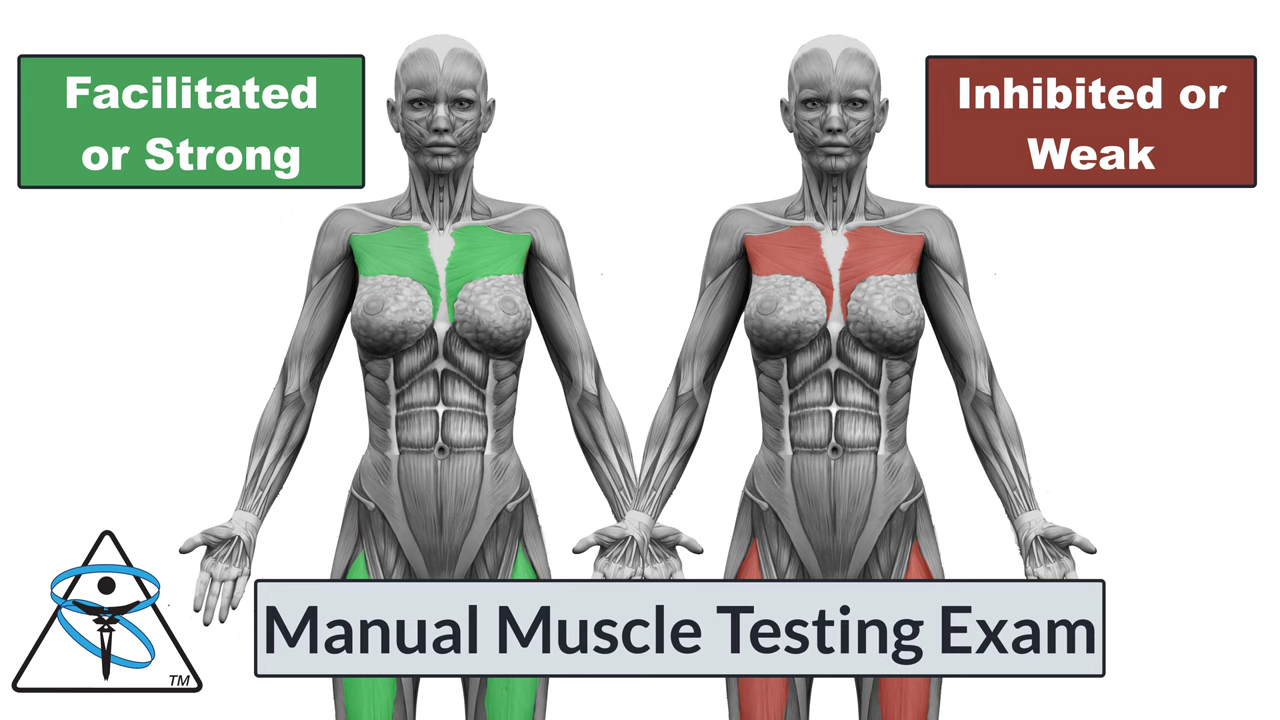 Facilitated
or Strong
Inhibited or
Weak
Manual Muscle Testing Exam
TM